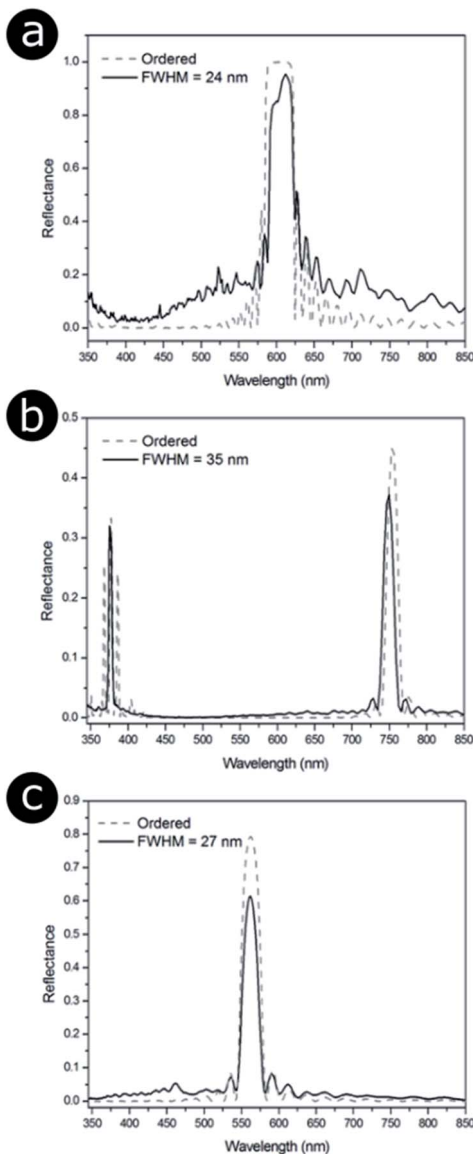 a
Ordered
FWHM = 24 nm
1.0
0.8
0.6
0.4
0.2
0.0
Reflectance
350 400 450 500 550 600 650 700 750 800 850
Wavelength (nm)
b
Ordered
FWHM = 35 nm
0.5
0.4
0.3
0.2
0.1
0.0
Reflectance
350 400 450 500 550 600 650 700 750 800 850
Wavelength (nm)
c
Ordered
FWHM = 27 nm
0.9
0.8
0.7
0.6
0.5
0.4
0.3
0.2
0.1
0.0
Reflectance
350 400 450 500 550 600 650 700 750 800 850
Wavelength (nm)